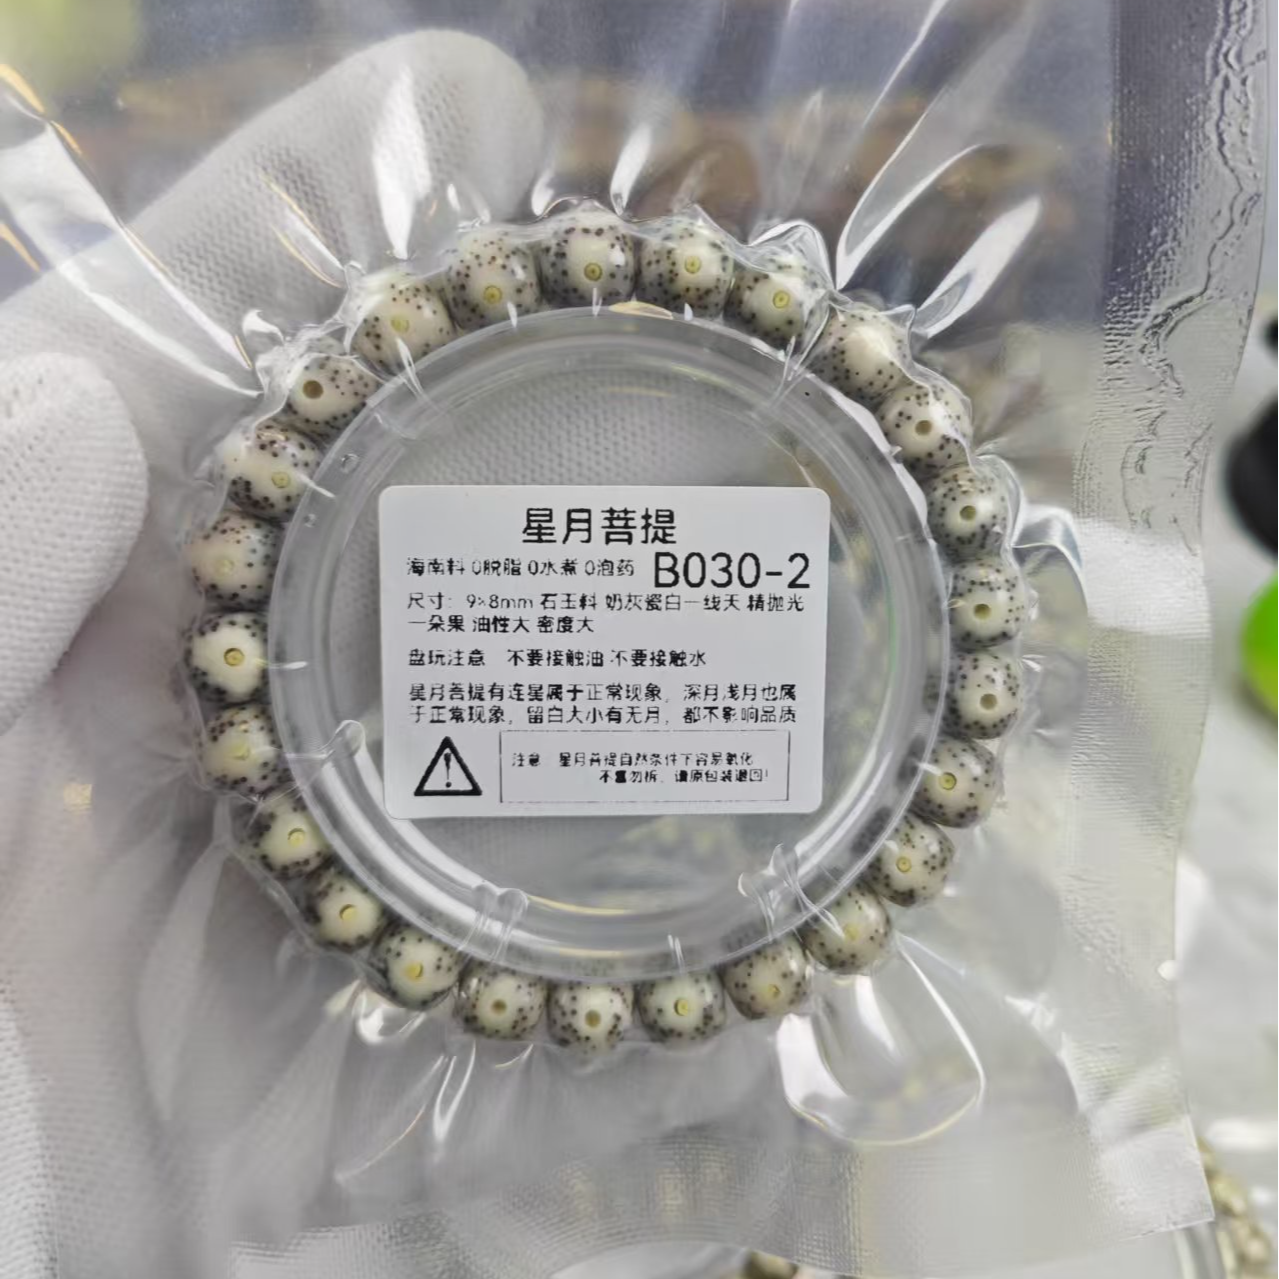 星月菩提
海南料 0脱脂 0水煮 0泡药 B030-2
尺寸：9×8mm 石玉料 奶灰瓷白一线天 精抛光
一朵果 油性大 密度大
盘玩注意 不要接触油 不要接触水
星月菩提有连星属于正常现象，深月浅月也属
于正常现象，留白大小有无月，都不影响品质
注意：星月菩提自然条件下容易氧化
不喜勿拆，请原包装退回!